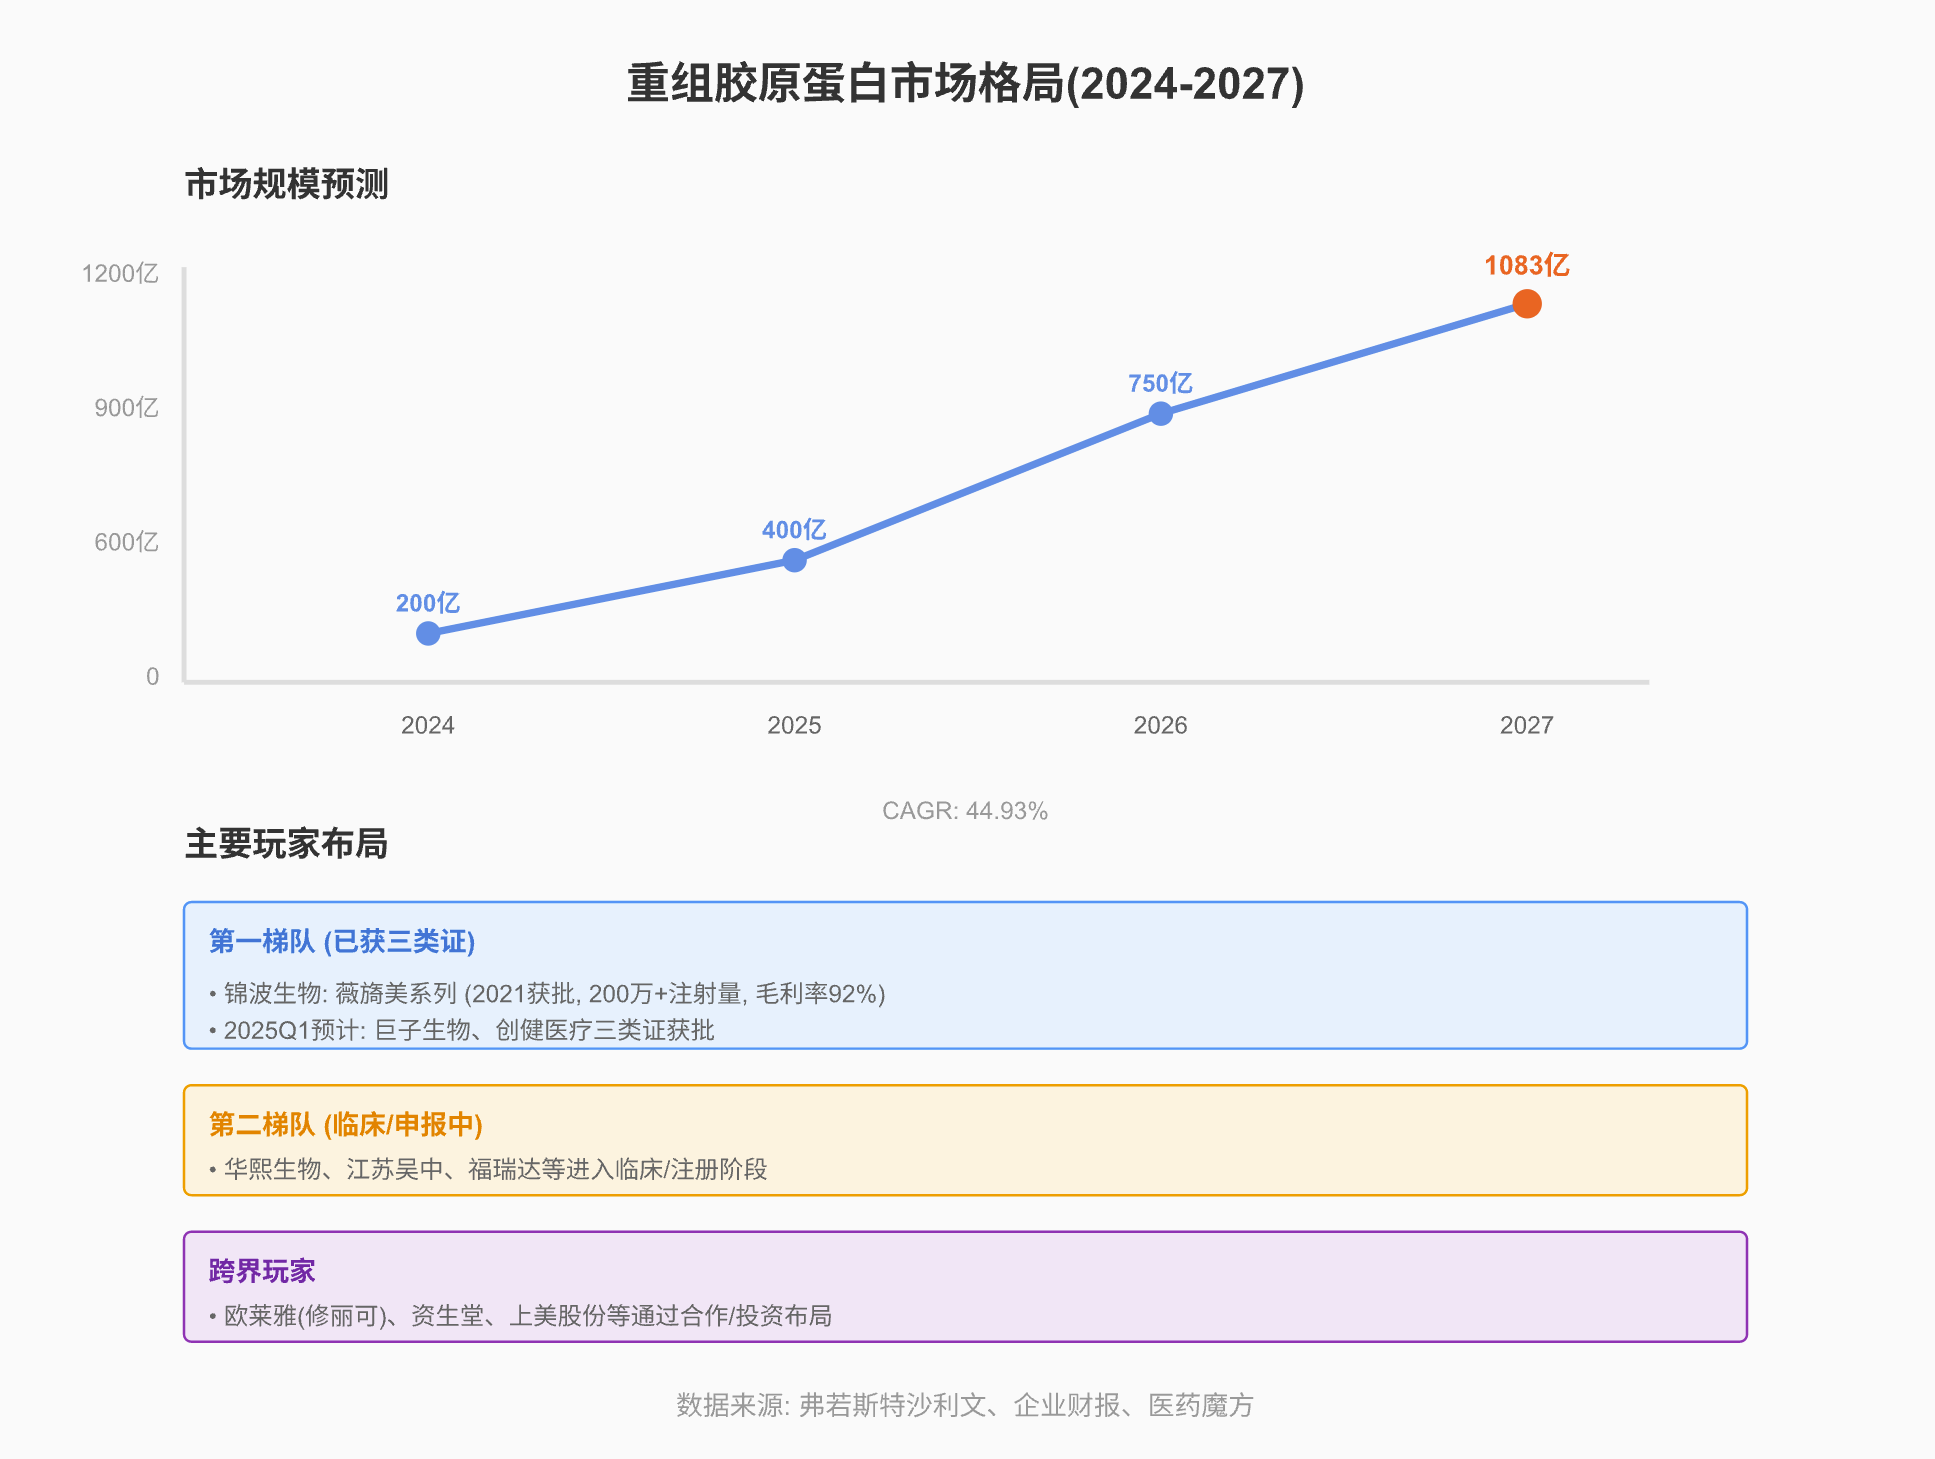 重组胶原蛋白市场格局(2024-2027)
市场规模预测
1200亿
900亿
600亿
0
200亿
400亿
750亿
1083亿
2024
2025
2026
2027
CAGR: 44.93%
主要玩家布局
第一梯队 (已获三类证)
• 锦波生物: 薇旖美系列 (2021获批, 200万+注射量, 毛利率92%)
• 2025Q1预计: 巨子生物、创健医疗三类证获批
第二梯队 (临床/申报中)
• 华熙生物、江苏吴中、福瑞达等进入临床/注册阶段
跨界玩家
• 欧莱雅(修丽可)、资生堂、上美股份等通过合作/投资布局
数据来源: 弗若斯特沙利文、企业财报、医药魔方